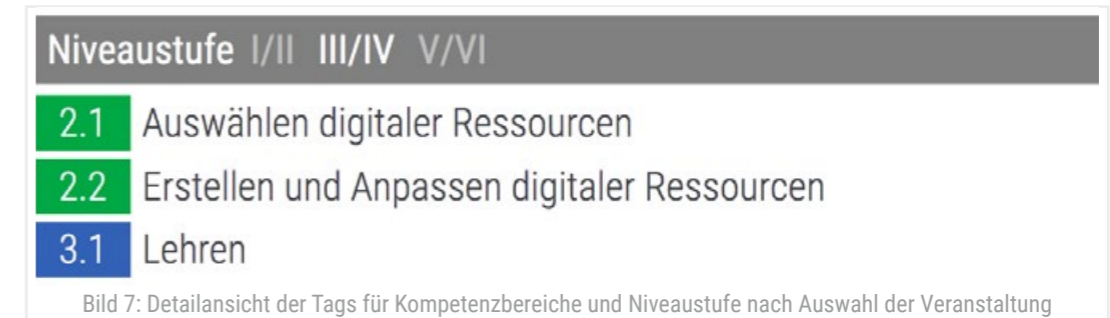 Niveaustufe I/II III/IV V/VI
2.1 Auswählen digitaler Ressourcen
2.2 Erstellen und Anpassen digitaler Ressourcen
3.1 Lehren
Bild 7: Detailansicht der Tags für Kompetenzbereiche und Niveaustufe nach Auswahl der Veranstaltung